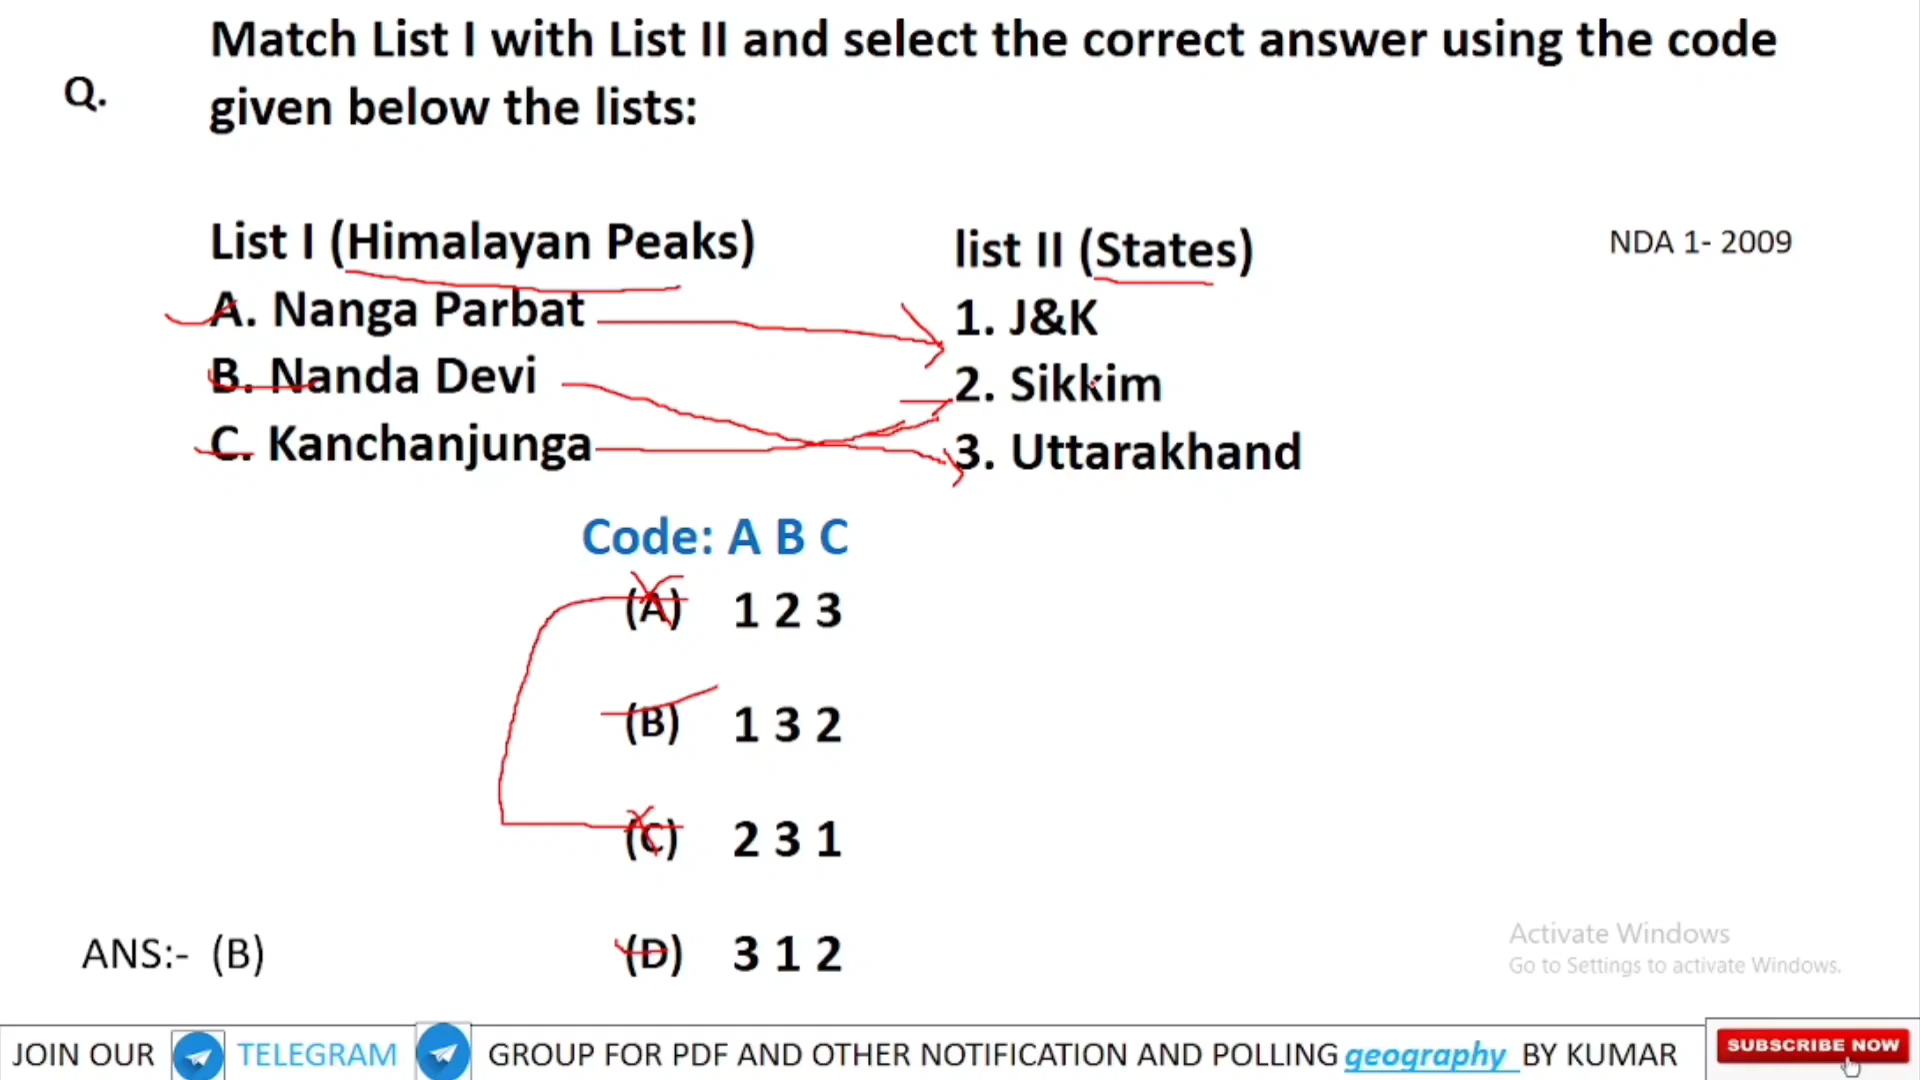 Match List I with List II and select the correct answer using the code
Q.
given below the lists:
List I (Himalayan Peaks)
list II (States)
NDA 1- 2009
A. Nanga Parbat
1. J&K
B. Nanda Devi
2. Sikkim
C. Kanchanjunga
3. Uttarakhand
Code: A B C
(A) 1 2 3
(B) 1 3 2
(C) 2 3 1
ANS:- (B)
(D) 3 1 2
Activate Windows
Go to Settings to activate Windows.
JOIN OUR TELEGRAM GROUP FOR PDF AND OTHER NOTIFICATION AND POLLING geography BY KUMAR
SUBSCRIBE NOW